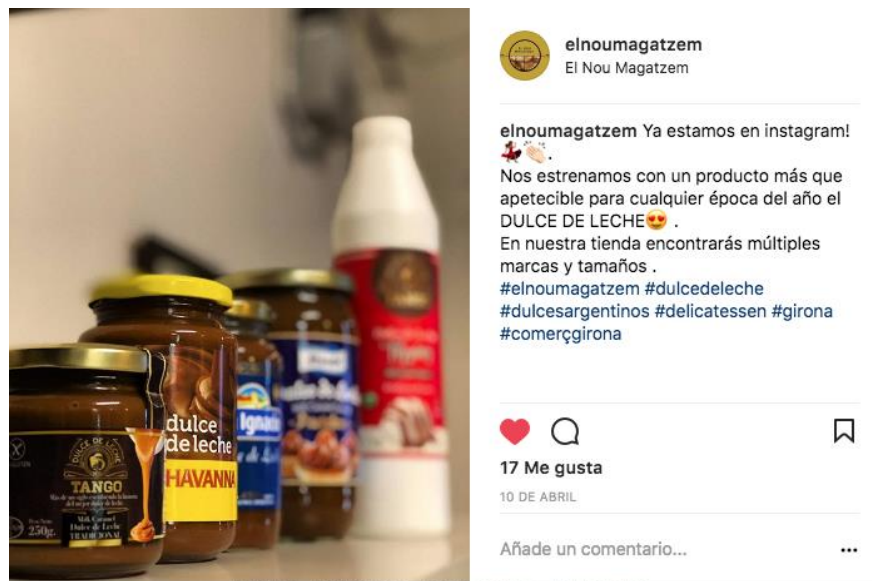 elnoumagatzem
El Nou Magatzem
elnoumagatzem Ya estamos en instagram!
💃🏻👏🏻.
Nos estrenamos con un producto más que
apetecible para cualquier época del año el
DULCE DE LECHE😍 .
En nuestra tienda encontrarás múltiples
marcas y tamaños .
#elnoumagatzem #dulcedeleche
#dulcesargentinos #delicatessen #girona
#comerçgirona
17 Me gusta
10 DE ABRIL
Añade un comentario...
DULCE DE LECHE
TANGO
Milk Caramel
Dulce de Leche
TRADICIONAL
250g.
dulce
de leche
HAVANNA